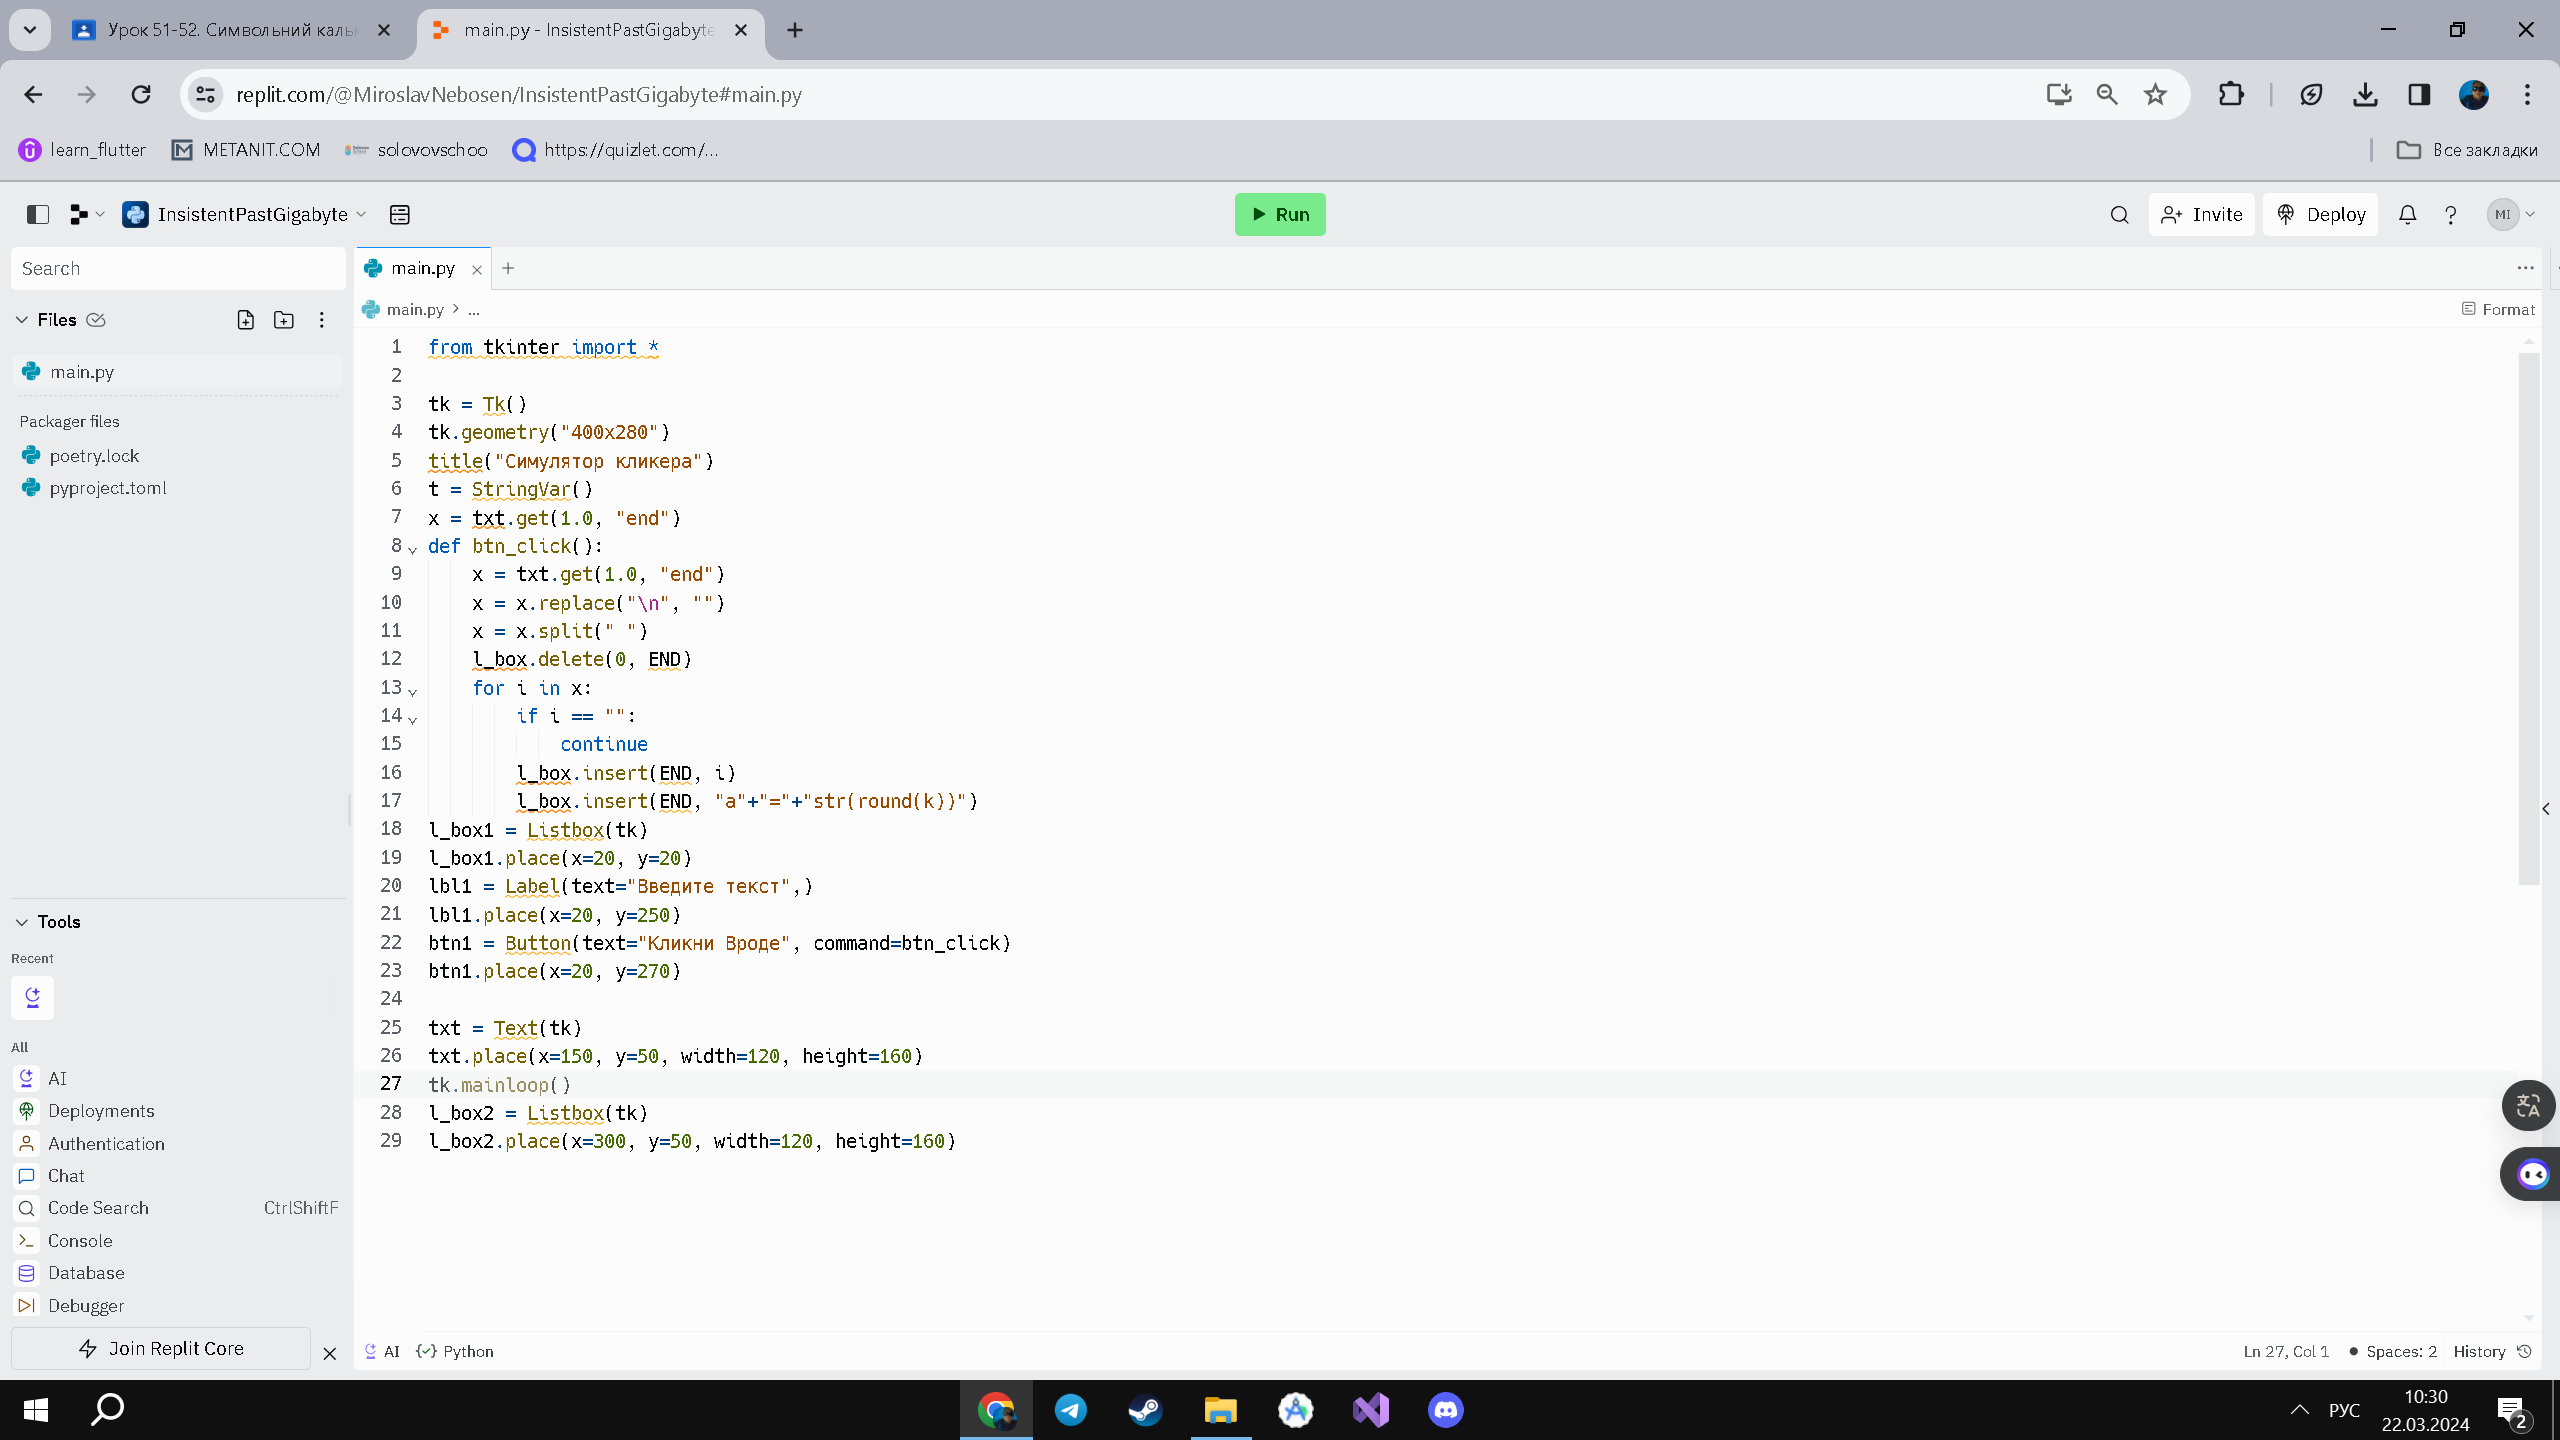 Урок 51-52. Символьний каль
main.py - InsistentPastGigabyte
replit.com/@MiroslavNebosen/InsistentPastGigabyte#main.py
learn_flutter
METANIT.COM
solovovschoo
https://quizlet.com/...
Все закладки
InsistentPastGigabyte
Run
Invite
Deploy
MI
Search
Files
main.py
Packager files
poetry.lock
pyproject.toml
Tools
Recent
All
AI
Deployments
Authentication
Chat
Code Search CtrlShiftF
Console
Database
Debugger
Join Replit Core
main.py
main.py > ...
Format
1 from tkinter import *
2
3 tk = Tk()
4 tk.geometry("400x280")
5 title("Симулятор кликера")
6 t = StringVar()
7 x = txt.get(1.0, "end")
8 def btn_click():
9 x = txt.get(1.0, "end")
10 x = x.replace("\n", "")
11 x = x.split(" ")
12 l_box.delete(0, END)
13 for i in x:
14 if i == "":
15 continue
16 l_box.insert(END, i)
17 l_box.insert(END, "a"+"="+"str(round(k))")
18 l_box1 = Listbox(tk)
19 l_box1.place(x=20, y=20)
20 lbl1 = Label(text="Введите текст",)
21 lbl1.place(x=20, y=250)
22 btn1 = Button(text="Кликни Вроде", command=btn_click)
23 btn1.place(x=20, y=270)
24
25 txt = Text(tk)
26 txt.place(x=150, y=50, width=120, height=160)
27 tk.mainloop()
28 l_box2 = Listbox(tk)
29 l_box2.place(x=300, y=50, width=120, height=160)
AI
Python
Ln 27, Col 1
Spaces: 2
History
РУС
10:30
22.03.2024
2